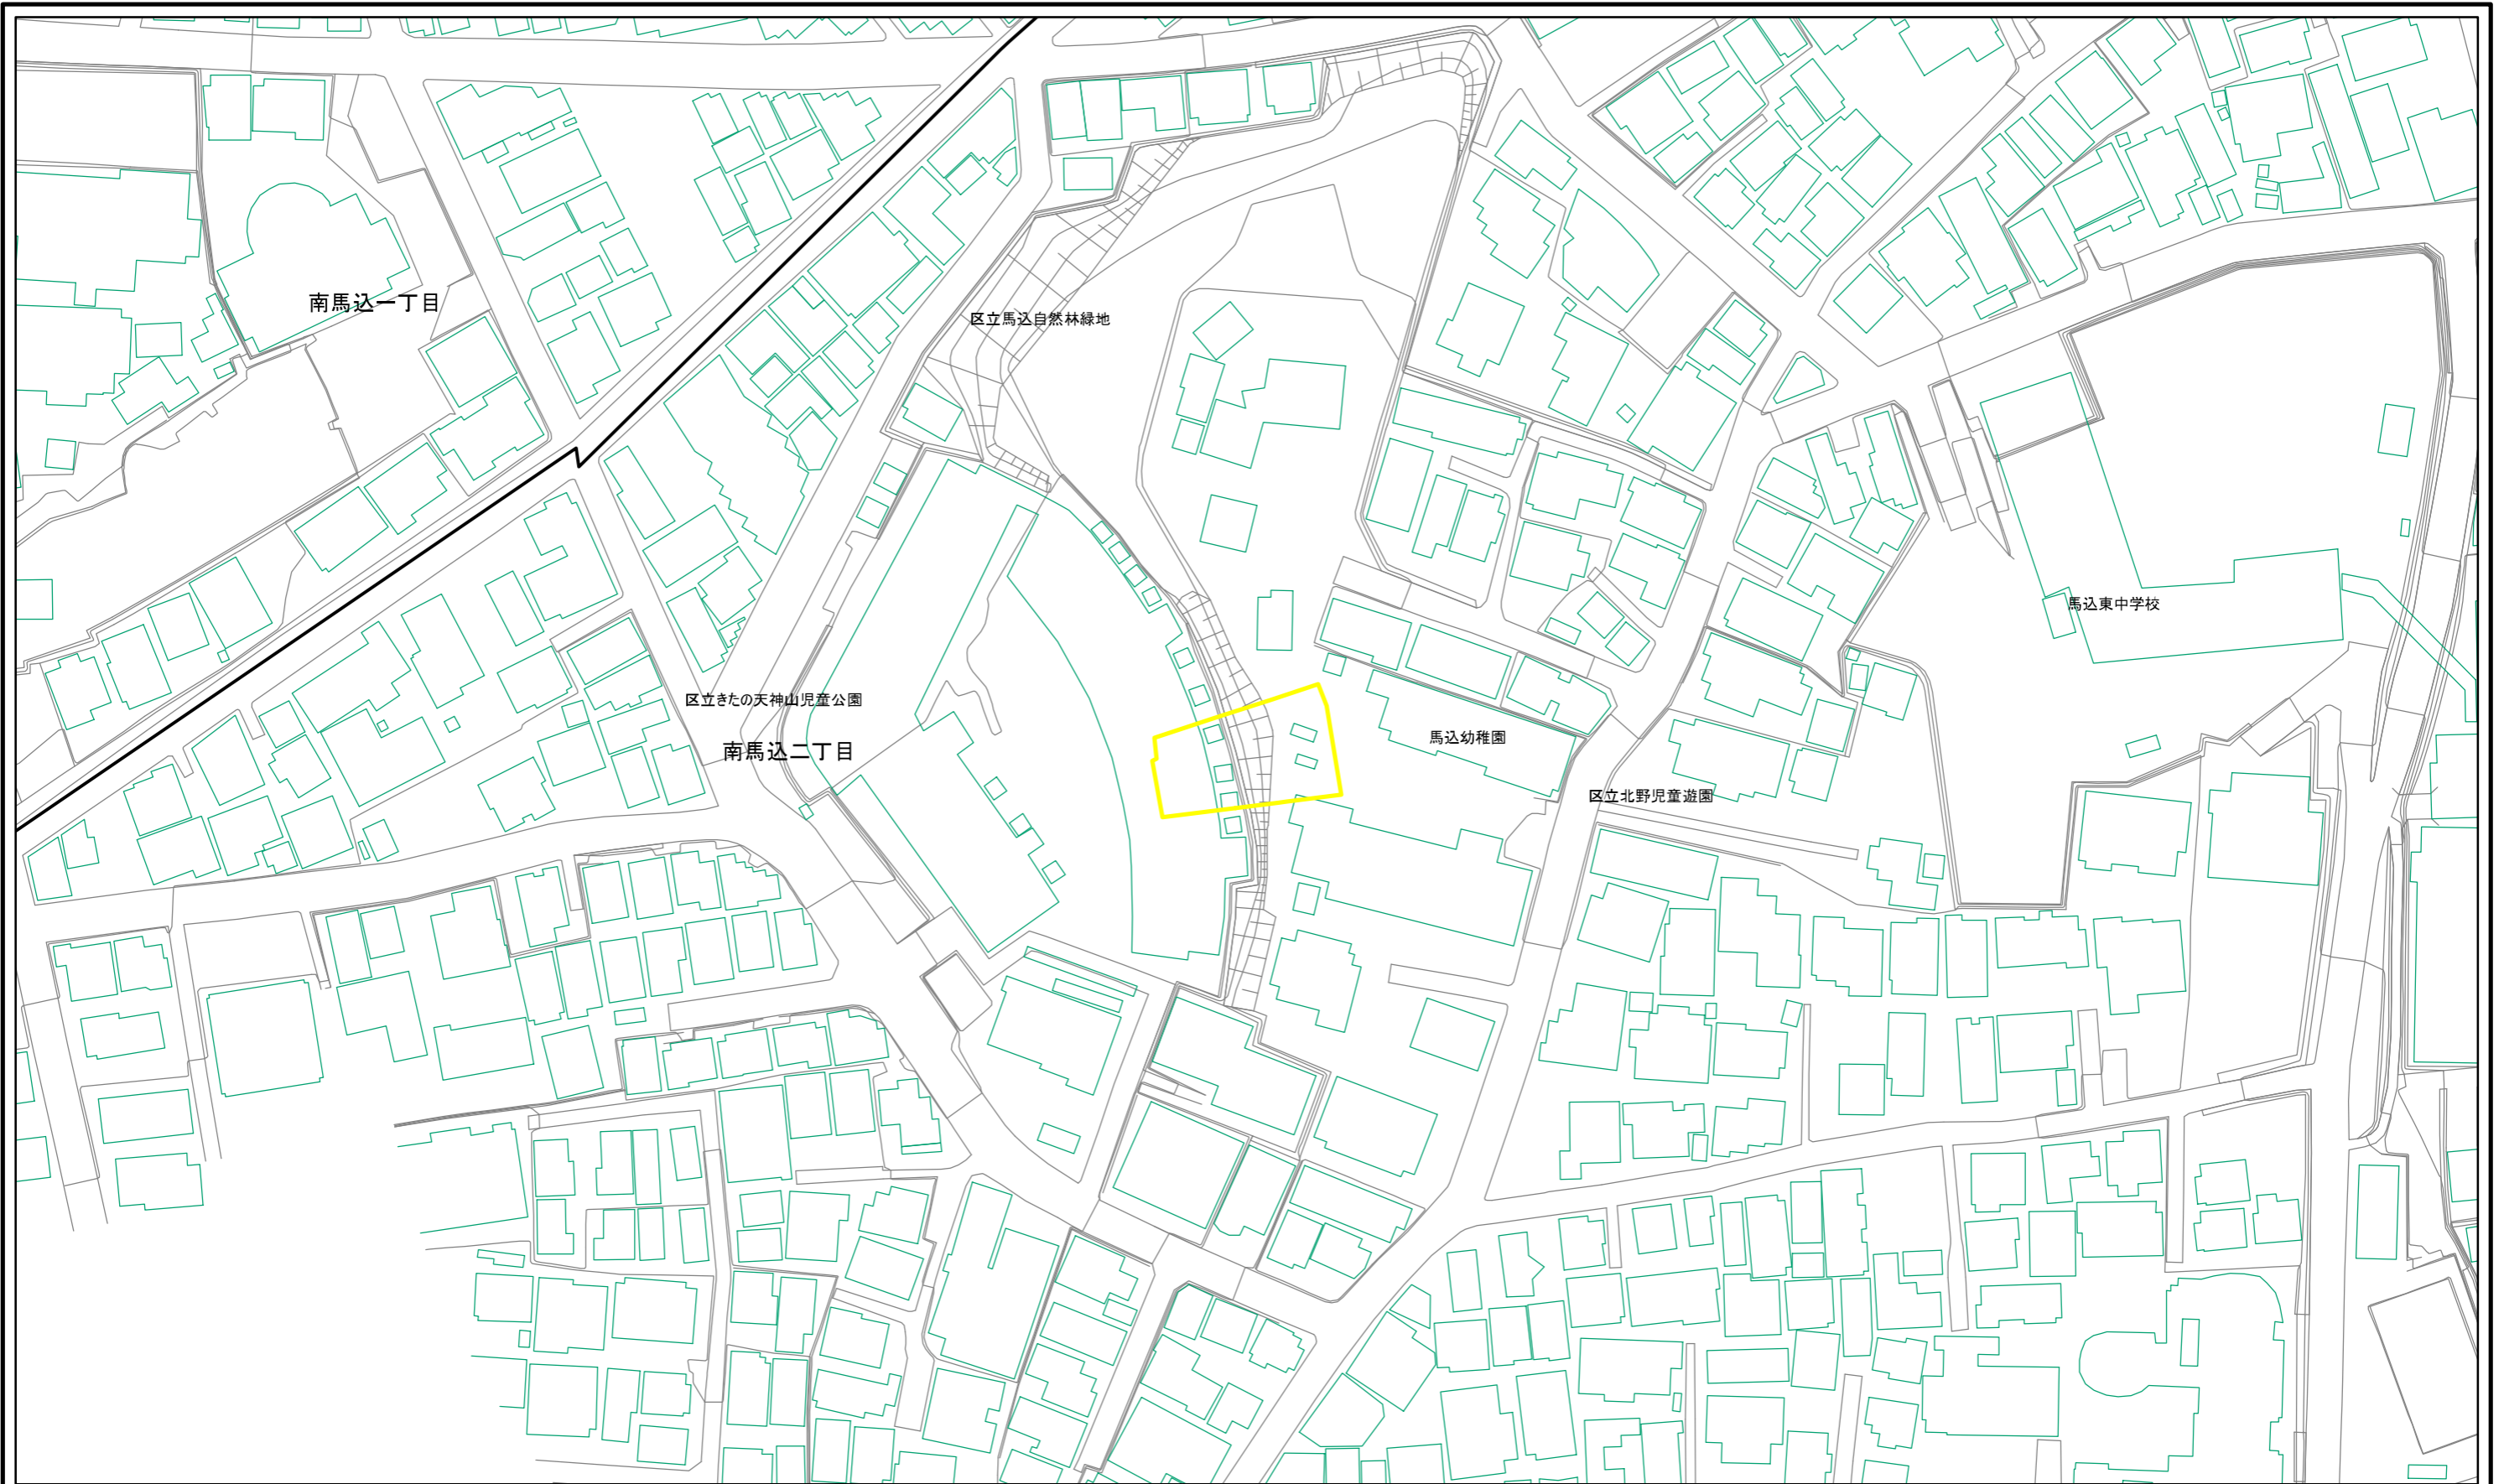 南馬込一丁目
区立馬込自然林緑地
馬込東中学校
区立きたの天神山児童公園
南馬込二丁目
馬込幼稚園
区立北野児童遊園